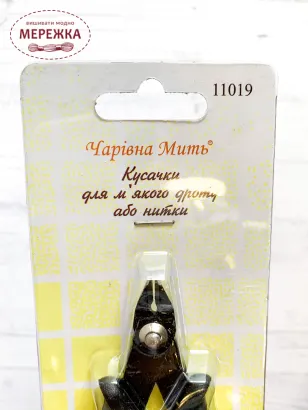 вишивати модно
МЕРЕЖКА
11019
Чарівна Мить®
Кусачки
для м'якого дроту
або нитки